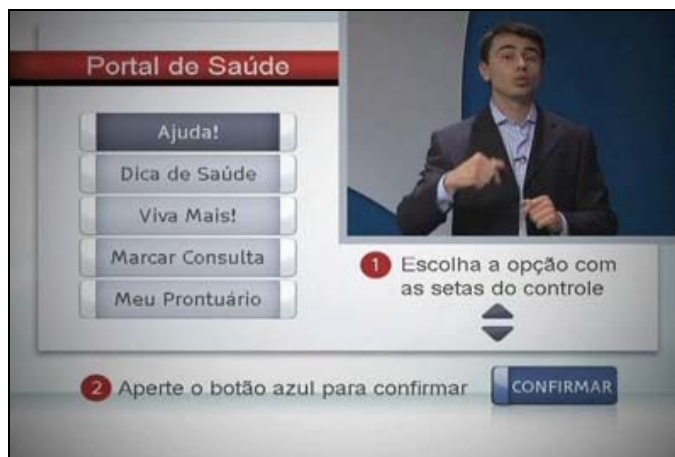 Portal de Saúde
Ajuda!
Dica de Saúde
Viva Mais!
Marcar Consulta
Meu Prontuário
1 Escolha a opção com
as setas do controle
2 Aperte o botão azul para confirmar
CONFIRMAR